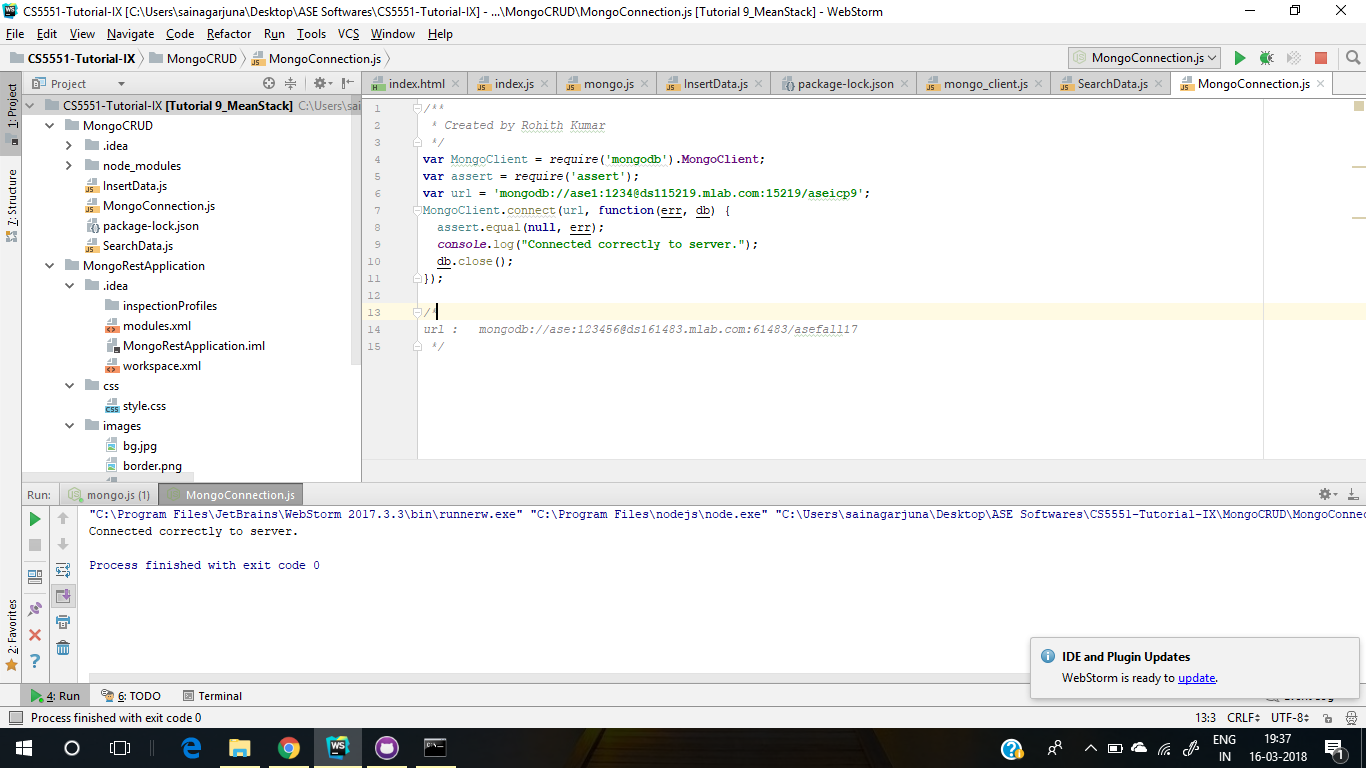 CS5551-Tutorial-IX [C:\Users\sainagarjuna\Desktop\ASE Softwares\CS5551-Tutorial-IX] - ...\MongoCRUD\MongoConnection.js [Tutorial 9_MeanStack] - WebStorm
File Edit View Navigate Code Refactor Run Tools VCS Window Help
CS5551-Tutorial-IX MongoCRUD MongoConnection.js
MongoConnection.js
Project
index.html index.js mongo.js InsertData.js package-lock.json mongo_client.js SearchData.js MongoConnection.js
1: Project
7: Structure
2: Favorites
CS5551-Tutorial-IX [Tutorial 9_MeanStack] C:\Users\sai
MongoCRUD
.idea
node_modules
InsertData.js
MongoConnection.js
package-lock.json
SearchData.js
MongoRestApplication
.idea
inspectionProfiles
modules.xml
MongoRestApplication.iml
workspace.xml
css
style.css
images
bg.jpg
border.png
1 /**
2 * Created by Rohith Kumar
3 */
4 var MongoClient = require('mongodb').MongoClient;
5 var assert = require('assert');
6 var url = 'mongodb://ase1:1234@ds115219.mlab.com:15219/aseicp9';
7 MongoClient.connect(url, function(err, db) {
8 assert.equal(null, err);
9 console.log("Connected correctly to server.");
10 db.close();
11 });
12
13 /*
14 url : mongodb://ase:123456@ds161483.mlab.com:61483/asefall17
15 */
Run: mongo.js (1) MongoConnection.js
"C:\Program Files\JetBrains\WebStorm 2017.3.3\bin\runnerw.exe" "C:\Program Files\nodejs\node.exe" "C:\Users\sainagarjuna\Desktop\ASE Softwares\CS5551-Tutorial-IX\MongoCRUD\MongoConnec
Connected correctly to server.
Process finished with exit code 0
IDE and Plugin Updates
WebStorm is ready to update.
4: Run 6: TODO Terminal
Process finished with exit code 0
13:3 CRLF UTF-8
ENG
IN
19:37
16-03-2018
1